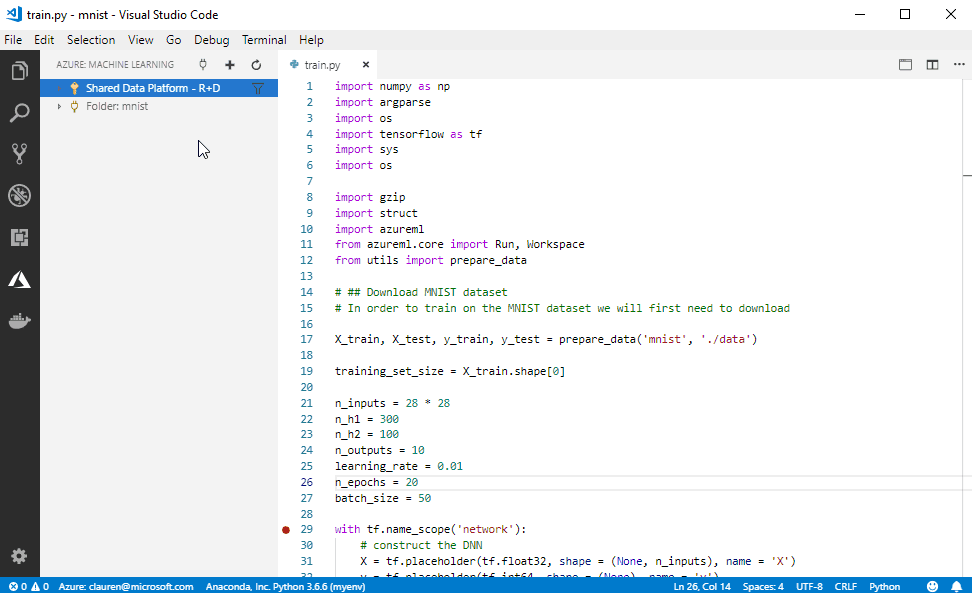 train.py - mnist - Visual Studio Code
File Edit Selection View Go Debug Terminal Help
AZURE: MACHINE LEARNING
Shared Data Platform - R+D
Folder: mnist
train.py
1 import numpy as np
2 import argparse
3 import os
4 import tensorflow as tf
5 import sys
6 import os
7
8 import gzip
9 import struct
10 import azureml
11 from azureml.core import Run, Workspace
12 from utils import prepare_data
13
14 # ## Download MNIST dataset
15 # In order to train on the MNIST dataset we will first need to download
16
17 X_train, X_test, y_train, y_test = prepare_data('mnist', './data')
18
19 training_set_size = X_train.shape[0]
20
21 n_inputs = 28 * 28
22 n_h1 = 300
23 n_h2 = 100
24 n_outputs = 10
25 learning_rate = 0.01
26 n_epochs = 20
27 batch_size = 50
28
29 with tf.name_scope('network'):
30 # construct the DNN
31 X = tf.placeholder(tf.float32, shape = (None, n_inputs), name = 'X')
32 y = tf.placeholder(tf.int64, shape = (None), name = 'y')
0 0 Azure: clauren@microsoft.com Anaconda, Inc. Python 3.6.6 (myenv) Ln 26, Col 14 Spaces: 4 UTF-8 CRLF Python